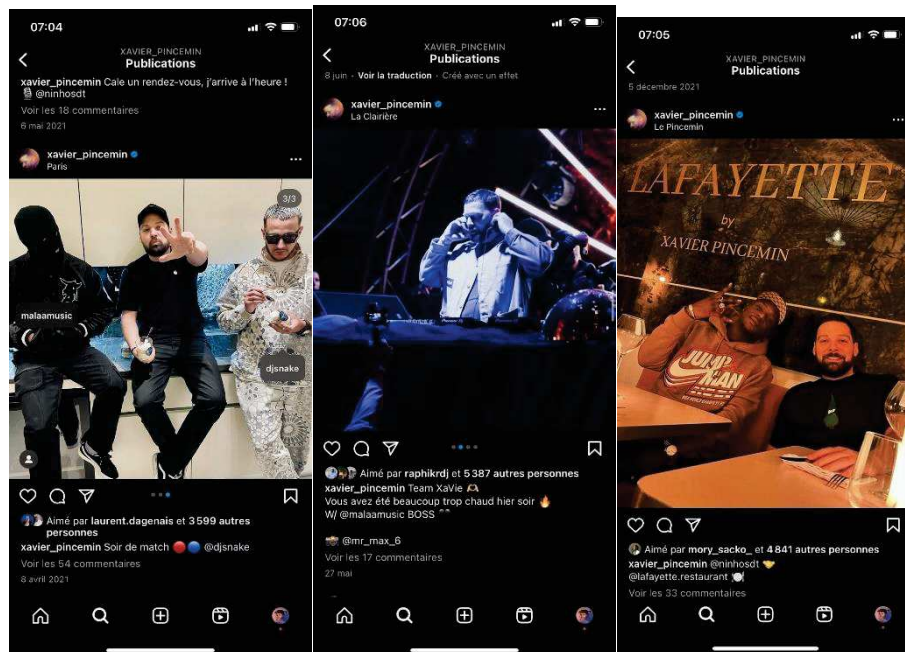 07:04
XAVIER_PINCEMIN
Publications
xavier_pincemin Cale un rendez-vous, j'arrive à l'heure !
@ninhosdt
Voir les 18 commentaires
6 mai 2021
xavier_pincemin
Paris
3/3
malaamusic
djsnake
Aimé par laurent.dagenais et 3 599 autres
personnes
xavier_pincemin Soir de match 🔴🔵 @djsnake
Voir les 54 commentaires
8 avril 2021
07:06
XAVIER_PINCEMIN
Publications
8 juin · Voir la traduction · Créé avec un effet
xavier_pincemin
La Clairière
Aimé par raphikrdj et 5 387 autres personnes
xavier_pincemin Team XaVie
Vous avez été beaucoup trop chaud hier soir 🔥
W/ @malaamusic BOSS
📸 @mr_max_6
Voir les 17 commentaires
27 mai
07:05
XAVIER_PINCEMIN
Publications
5 décembre 2021
xavier_pincemin
Le Pincemin
LAFAYETTE
by
XAVIER PINCEMIN
JUMP
MAN
Aimé par mory_sacko_ et 4 841 autres personnes
xavier_pincemin @ninhosdt
@lafayette.restaurant 🍽
Voir les 33 commentaires